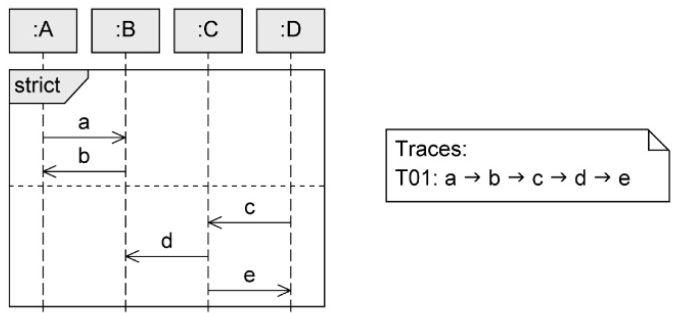 :A :B :C :D
strict
a
b
c
d
e
Traces:
T01: a → b → c → d → e